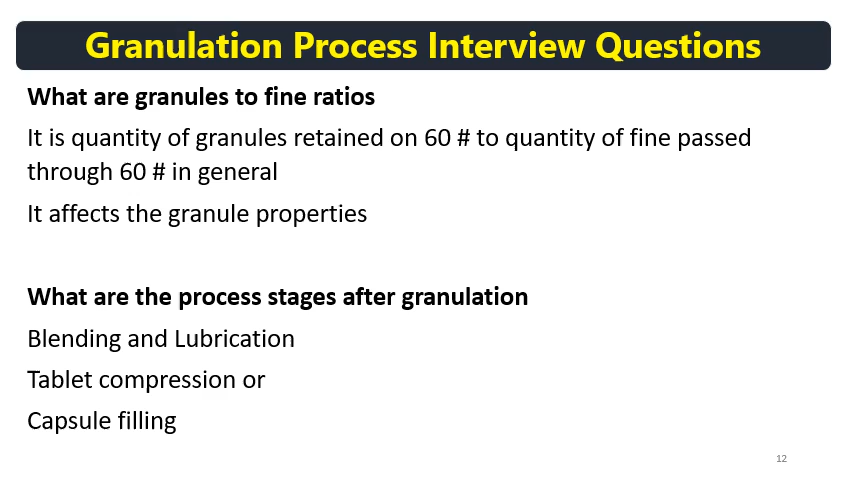 Granulation Process Interview Questions
What are granules to fine ratios
It is quantity of granules retained on 60 # to quantity of fine passed
through 60 # in general
It affects the granule properties
What are the process stages after granulation
Blending and Lubrication
Tablet compression or
Capsule filling
12